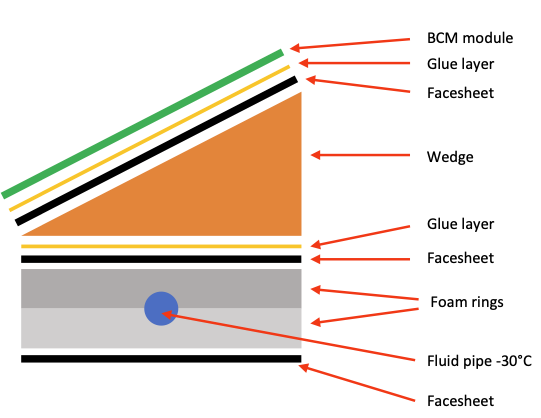 BCM module
Glue layer
Facesheet
Wedge
Glue layer
Facesheet
Foam rings
Fluid pipe -30°C
Facesheet